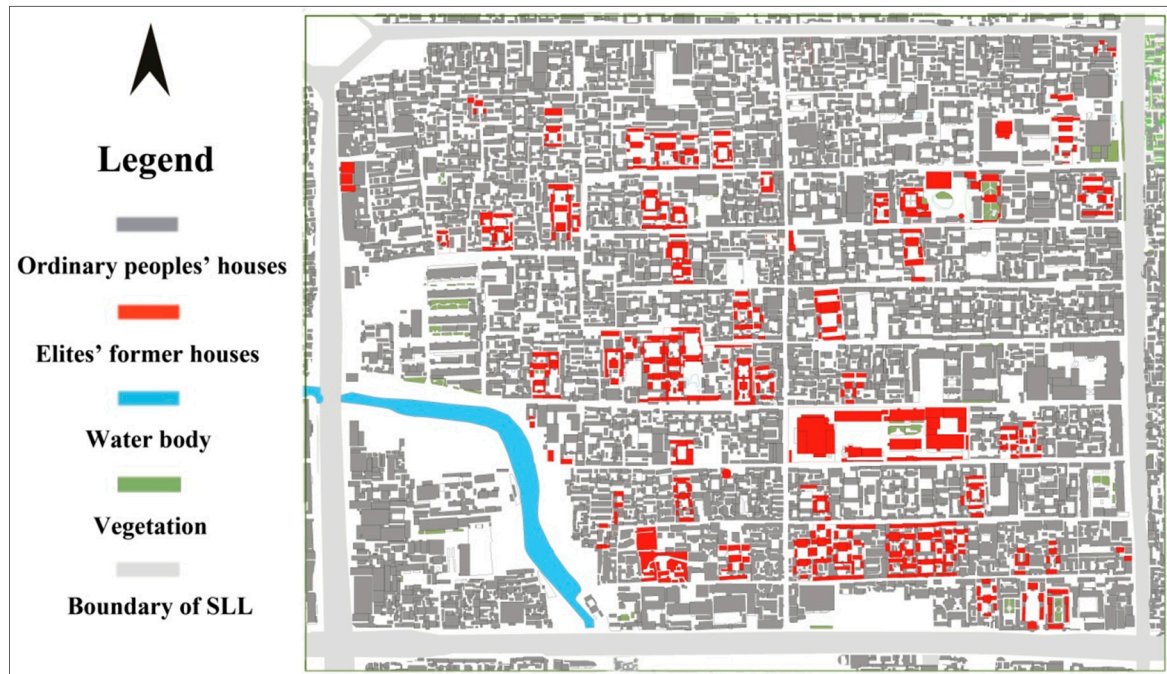 Legend
Ordinary peoples’ houses
Elites’ former houses
Water body
Vegetation
Boundary of SLL